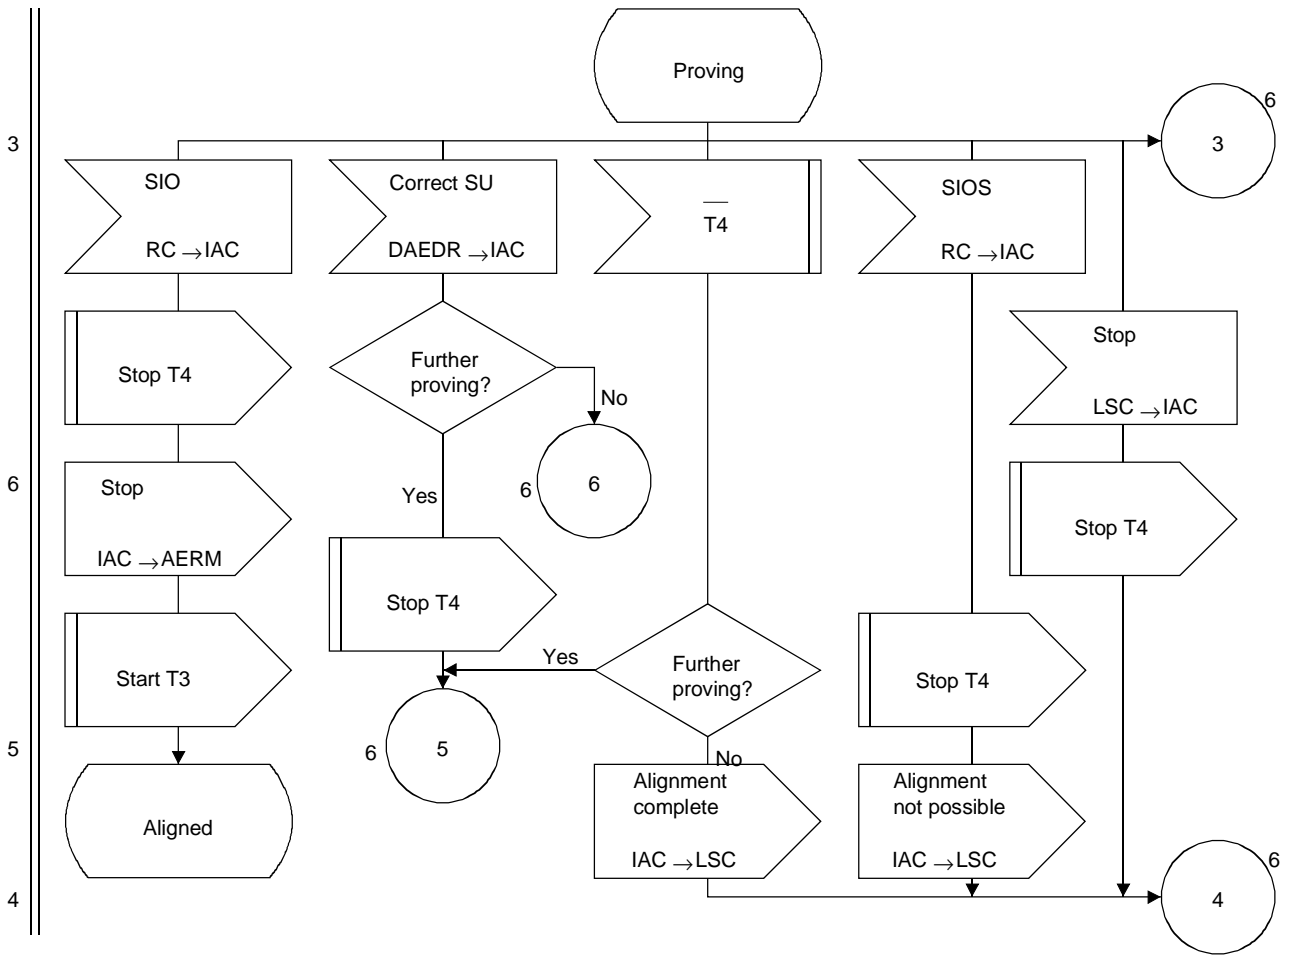 Proving
6
3
3
SIO
RC →IAC
Correct SU
DAEDR →IAC
T4
SIOS
RC →IAC
Stop T4
Further
proving?
No
Stop
LSC →IAC
6
Stop
IAC →AERM
Yes
6
6
Stop T4
Start T3
Stop T4
Yes
Further
proving?
Stop T4
5
6
5
No
Aligned
Alignment
complete
IAC →LSC
Alignment
not possible
IAC →LSC
6
4
4